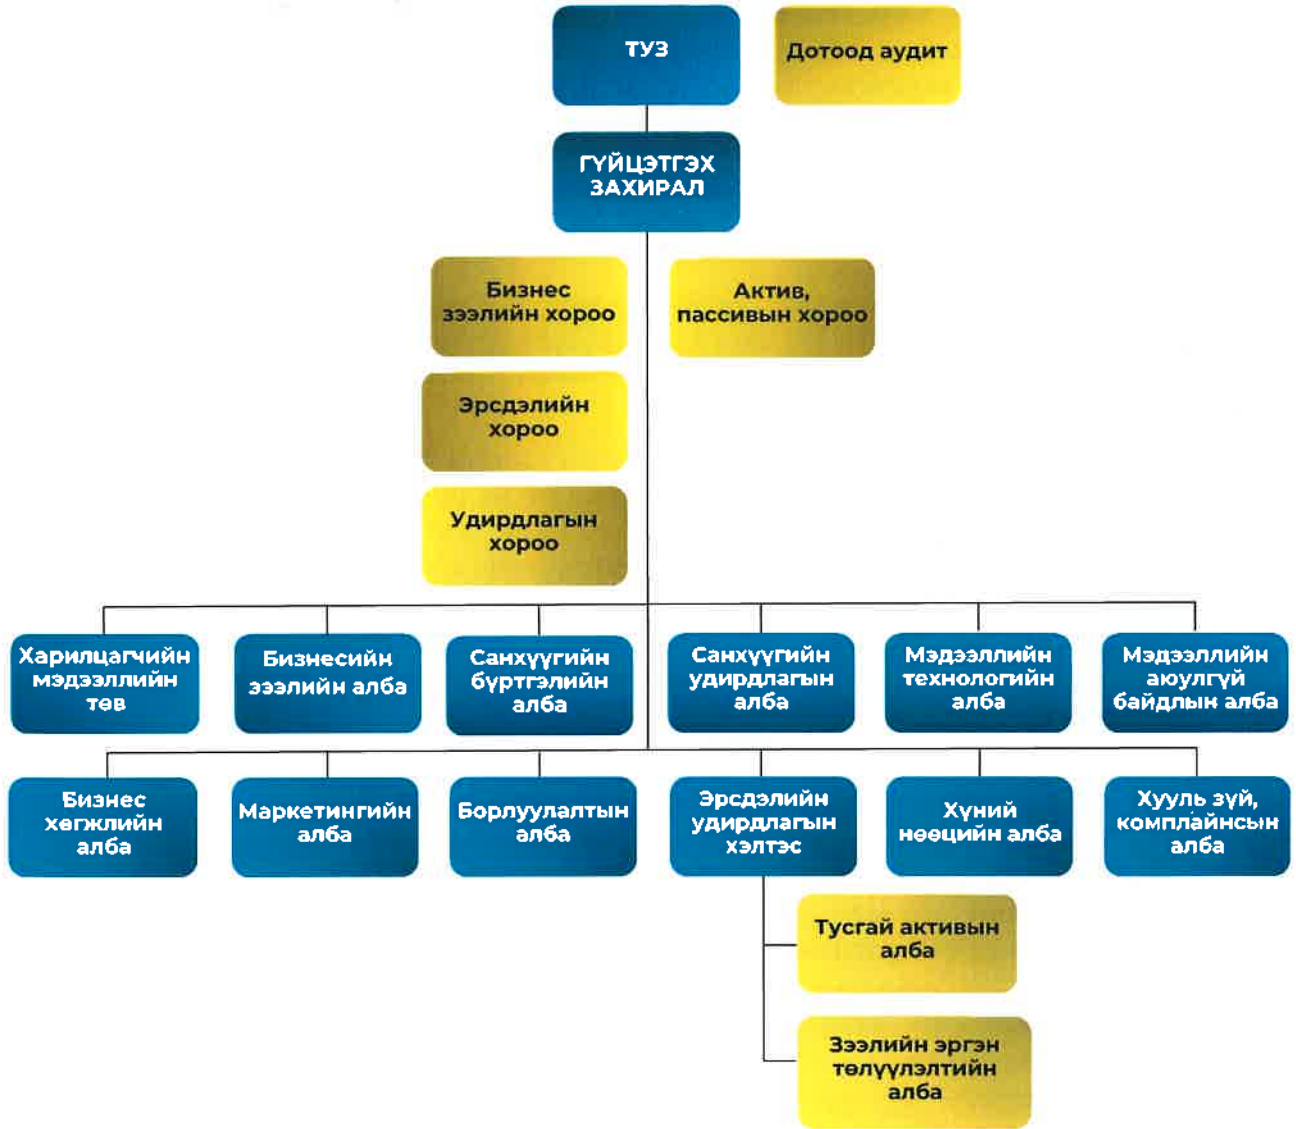 ТУЗ
Дотоод аудит
ГҮЙЦЭТГЭХ
ЗАХИРАЛ
Бизнес
зээлийн хороо
Актив,
пассивын хороо
Эрсдэлийн
хороо
Удирдлагын
хороо
Харилцагчийн
мэдээллийн
төв
Бизнесийн
зээлийн алба
Санхүүгийн
бүртгэлийн
алба
Санхүүгийн
удирдлагын
алба
Мэдээллийн
технологийн
алба
Мэдээллийн
аюулгүй
байдлын алба
Бизнес
хөгжлийн
алба
Маркетингийн
алба
Борлуулалтын
алба
Эрсдэлийн
удирдлагын
хэлтэс
Хүний
нөөцийн алба
Хууль зүй,
комплайнсын
алба
Тусгай активын
алба
Зээлийн эргэн
төлүүлэлтийн
алба